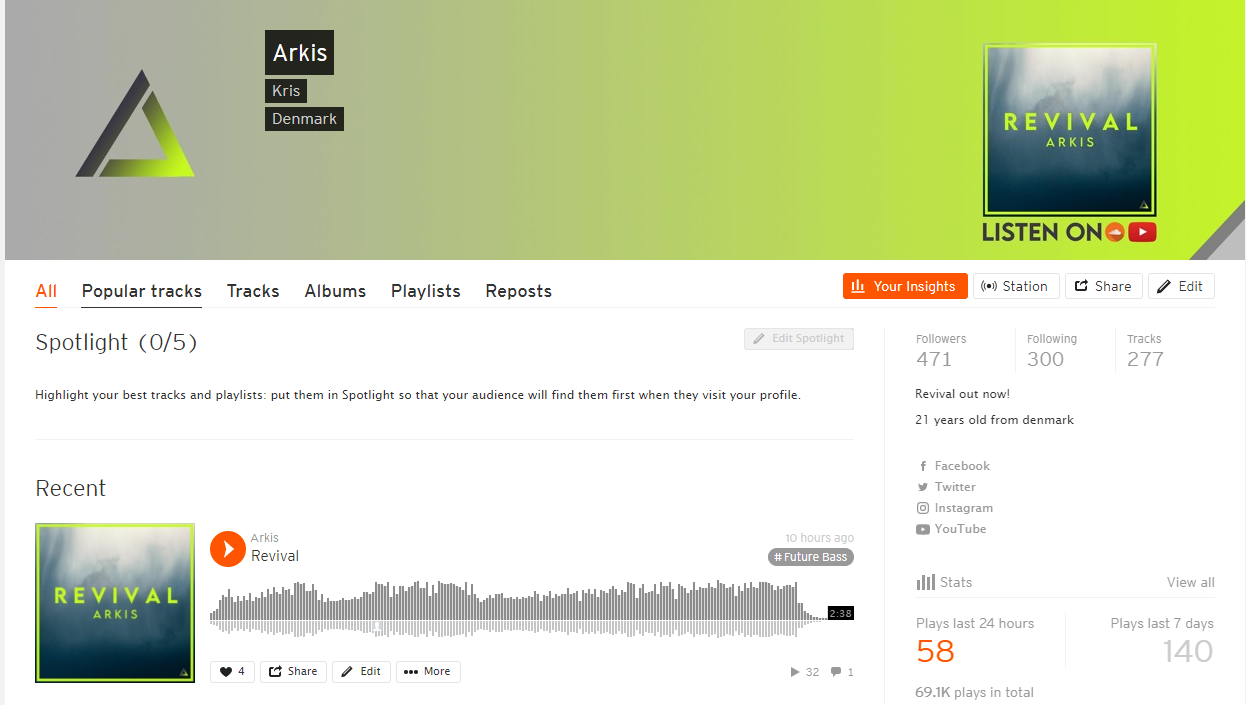 Arkis
Kris
Denmark
REVIVAL
ARKIS
LISTEN ON
All Popular tracks Tracks Albums Playlists Reposts
Your Insights Station Share Edit
Spotlight (0/5)
Edit Spotlight
Highlight your best tracks and playlists: put them in Spotlight so that your audience will find them first when they visit your profile.
Followers Following Tracks
471 300 277
Revival out now!
21 years old from denmark
Facebook
Twitter
Instagram
YouTube
Recent
REVIVAL
ARKIS
Arkis
Revival
10 hours ago
# Future Bass
2:38
4 Share Edit More
32 1
Stats View all
Plays last 24 hours Plays last 7 days
58 140
69.1K plays in total